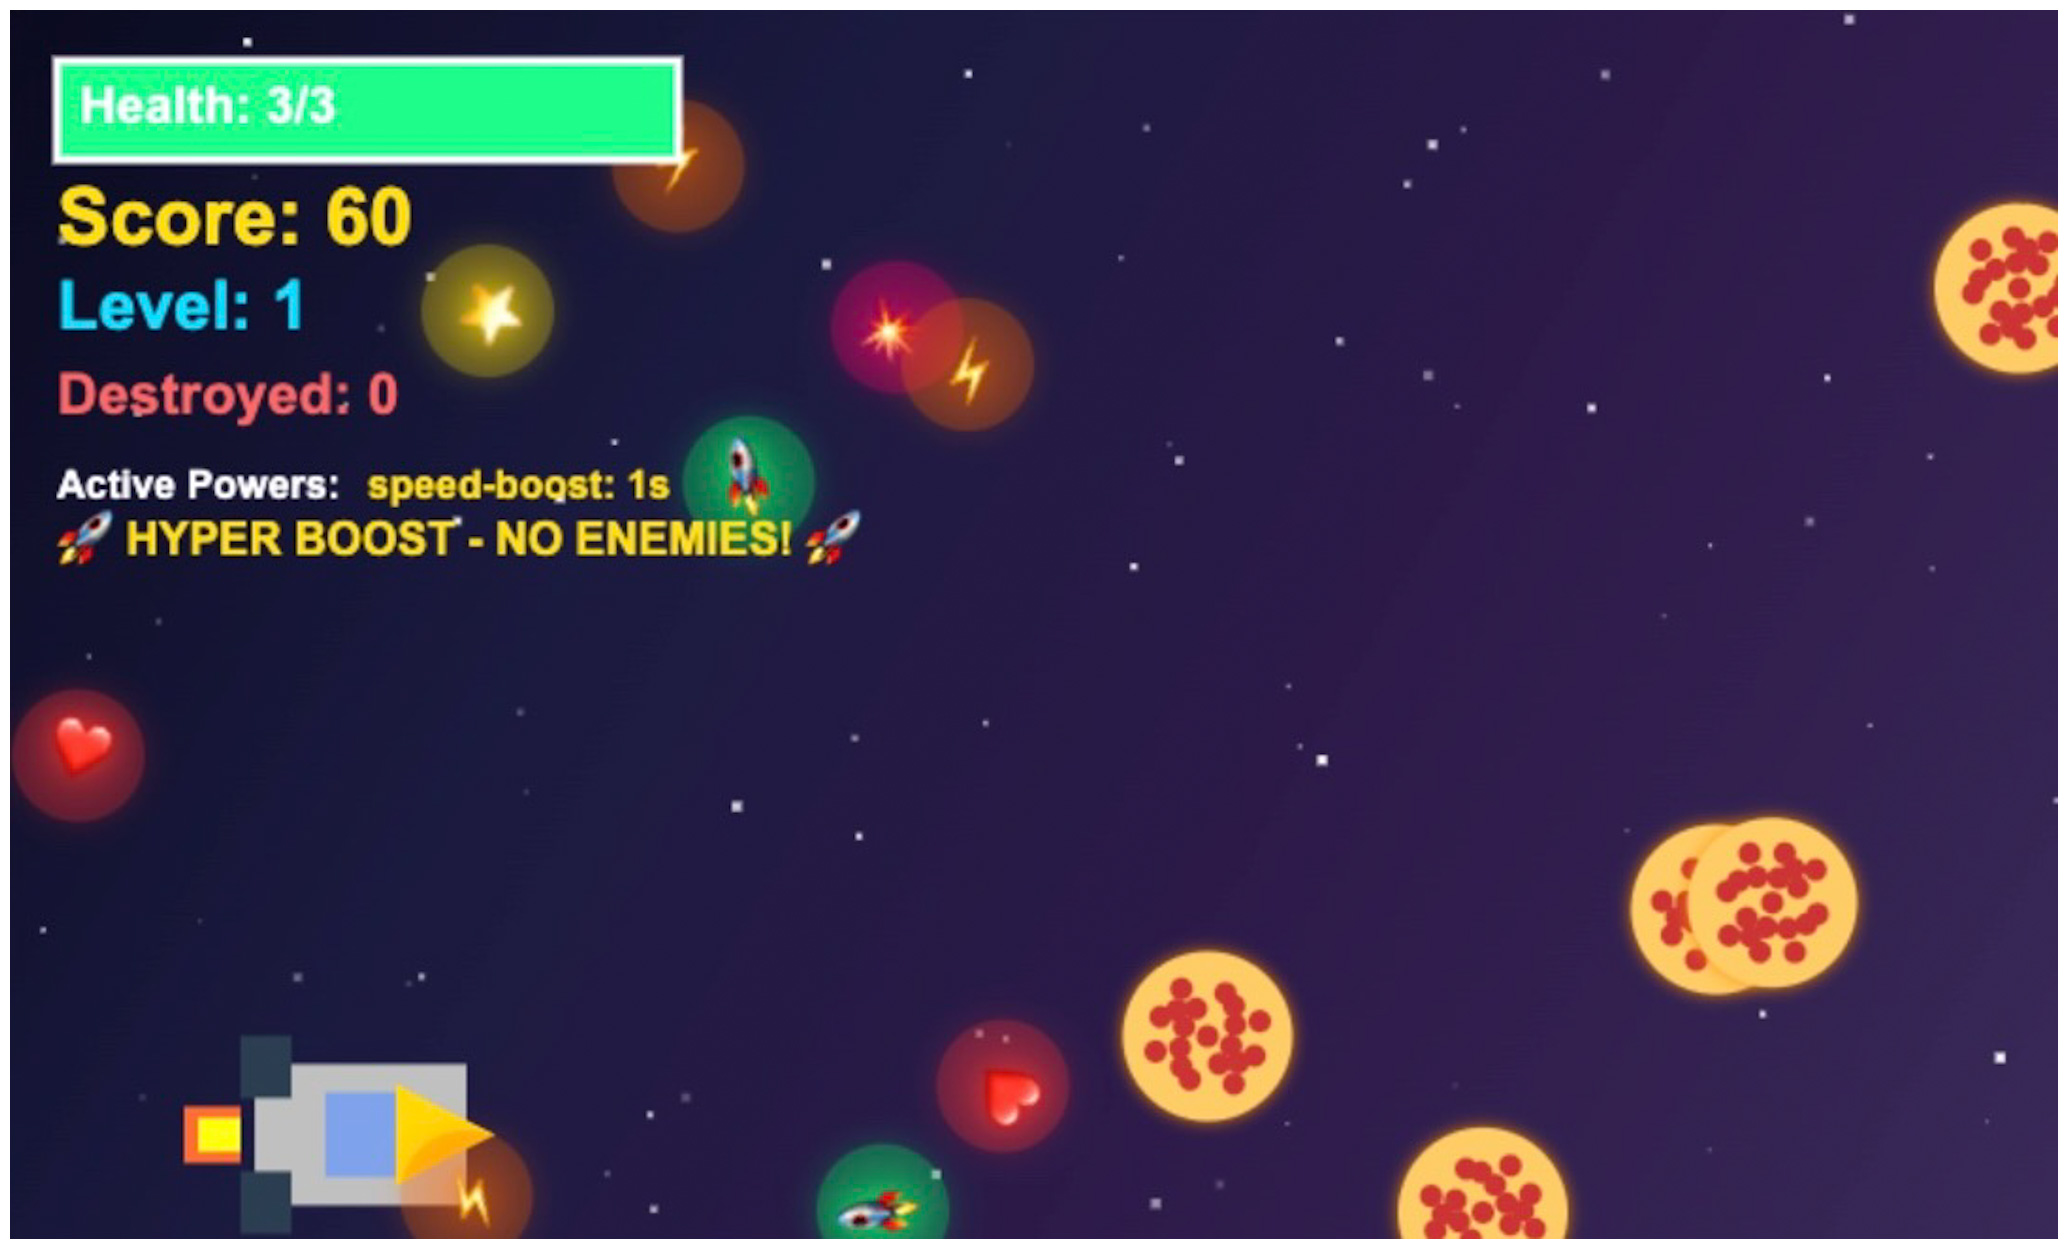 Health: 3/3
Score: 60
Level: 1
Destroyed: 0
Active Powers: speed-boost: 1s
🚀 HYPER BOOST - NO ENEMIES! 🚀